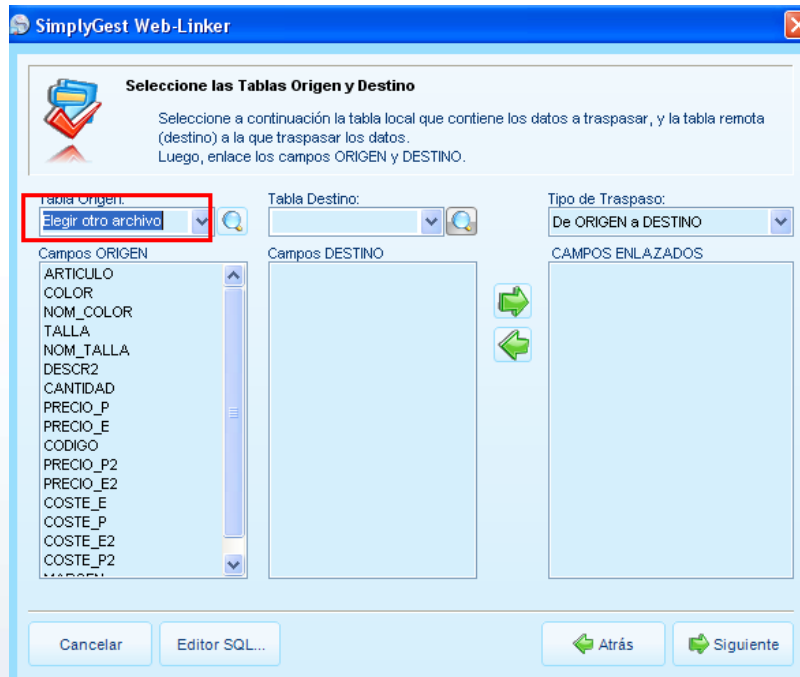 SimplyGest Web-Linker
Seleccione las Tablas Origen y Destino
Seleccione a continuación la tabla local que contiene los datos a traspasar, y la tabla remota
(destino) a la que traspasar los datos.
Luego, enlace los campos ORIGEN y DESTINO.
Tabla Origen:
Tabla Destino:
Tipo de Traspaso:
Elegir otro archivo
De ORIGEN a DESTINO
Campos ORIGEN
Campos DESTINO
CAMPOS ENLAZADOS
ARTICULO
COLOR
NOM_COLOR
TALLA
NOM_TALLA
DESCR2
CANTIDAD
PRECIO_P
PRECIO_E
CODIGO
PRECIO_P2
PRECIO_E2
COSTE_E
COSTE_P
COSTE_E2
COSTE_P2
Cancelar
Editor SQL...
Atrás
Siguiente